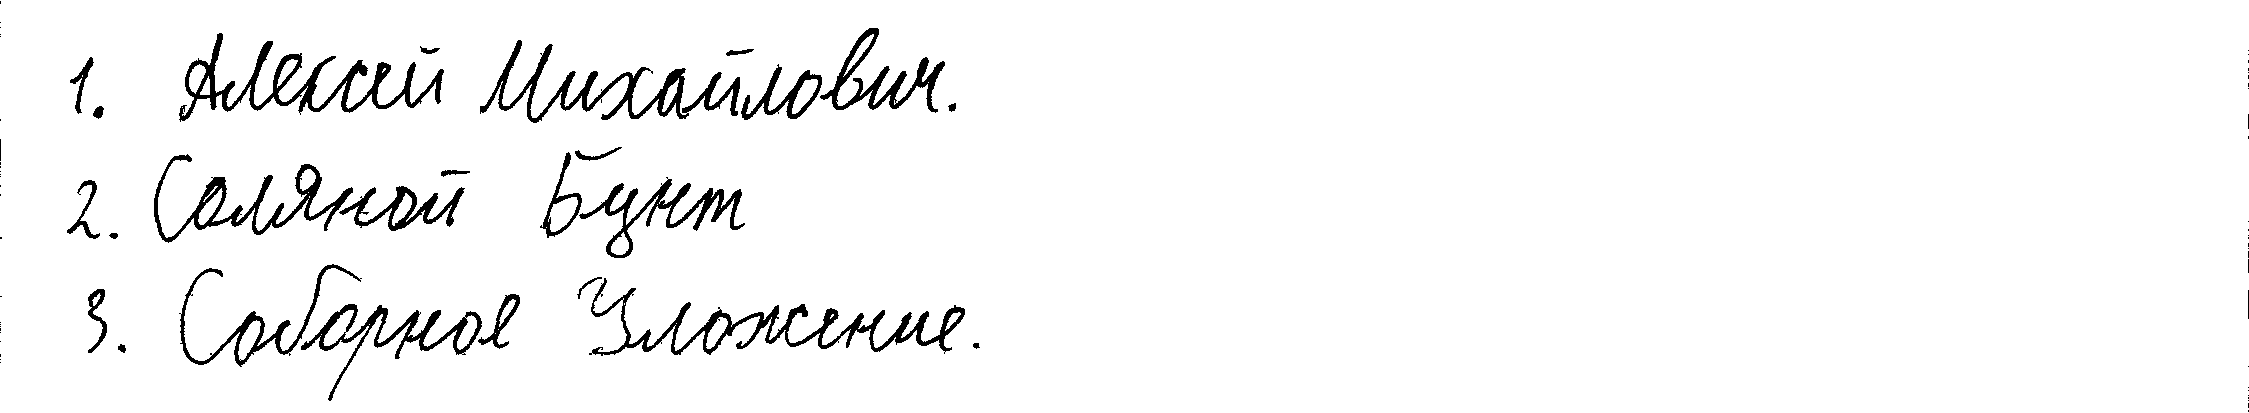 1. Алексей Михайлович.
2. Соляной Бунт
3. Соборное Уложение.